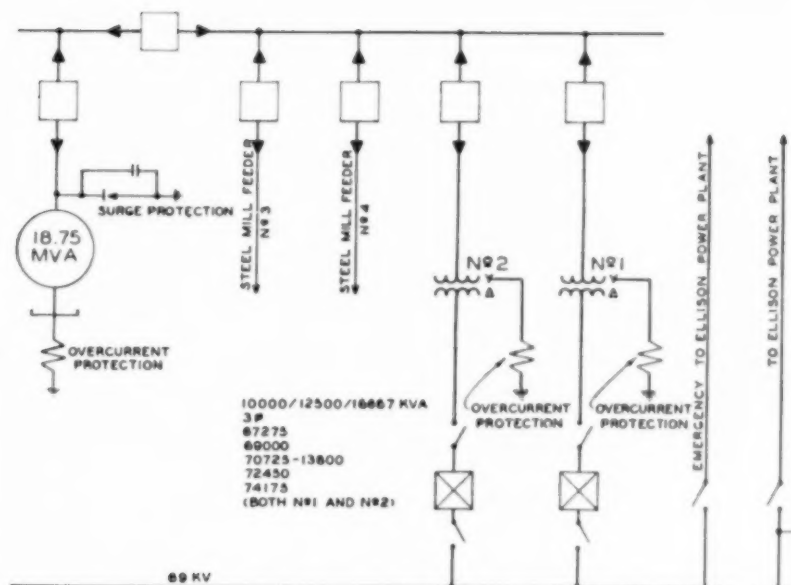 SURGE PROTECTION
18.75
MVA
OVERCURRENT
PROTECTION
STEEL MILL FEEDER
Nº3
STEEL MILL FEEDER
Nº4
Nº2
Nº1
OVERCURRENT
PROTECTION
OVERCURRENT
PROTECTION
EMERGENCY TO ELLISON POWER PLANT
TO ELLISON POWER PLANT
10000/12500/16667 KVA
3Ø
67275
69000
70725-13800
72450
74175
(BOTH Nº1 AND Nº2)
69 KV